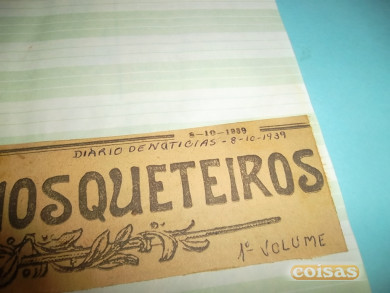 8-10-1939
DIARIO DE NOTICIAS - 8-10-1939
MOSQUETEIROS
1º VOLUME
coisas